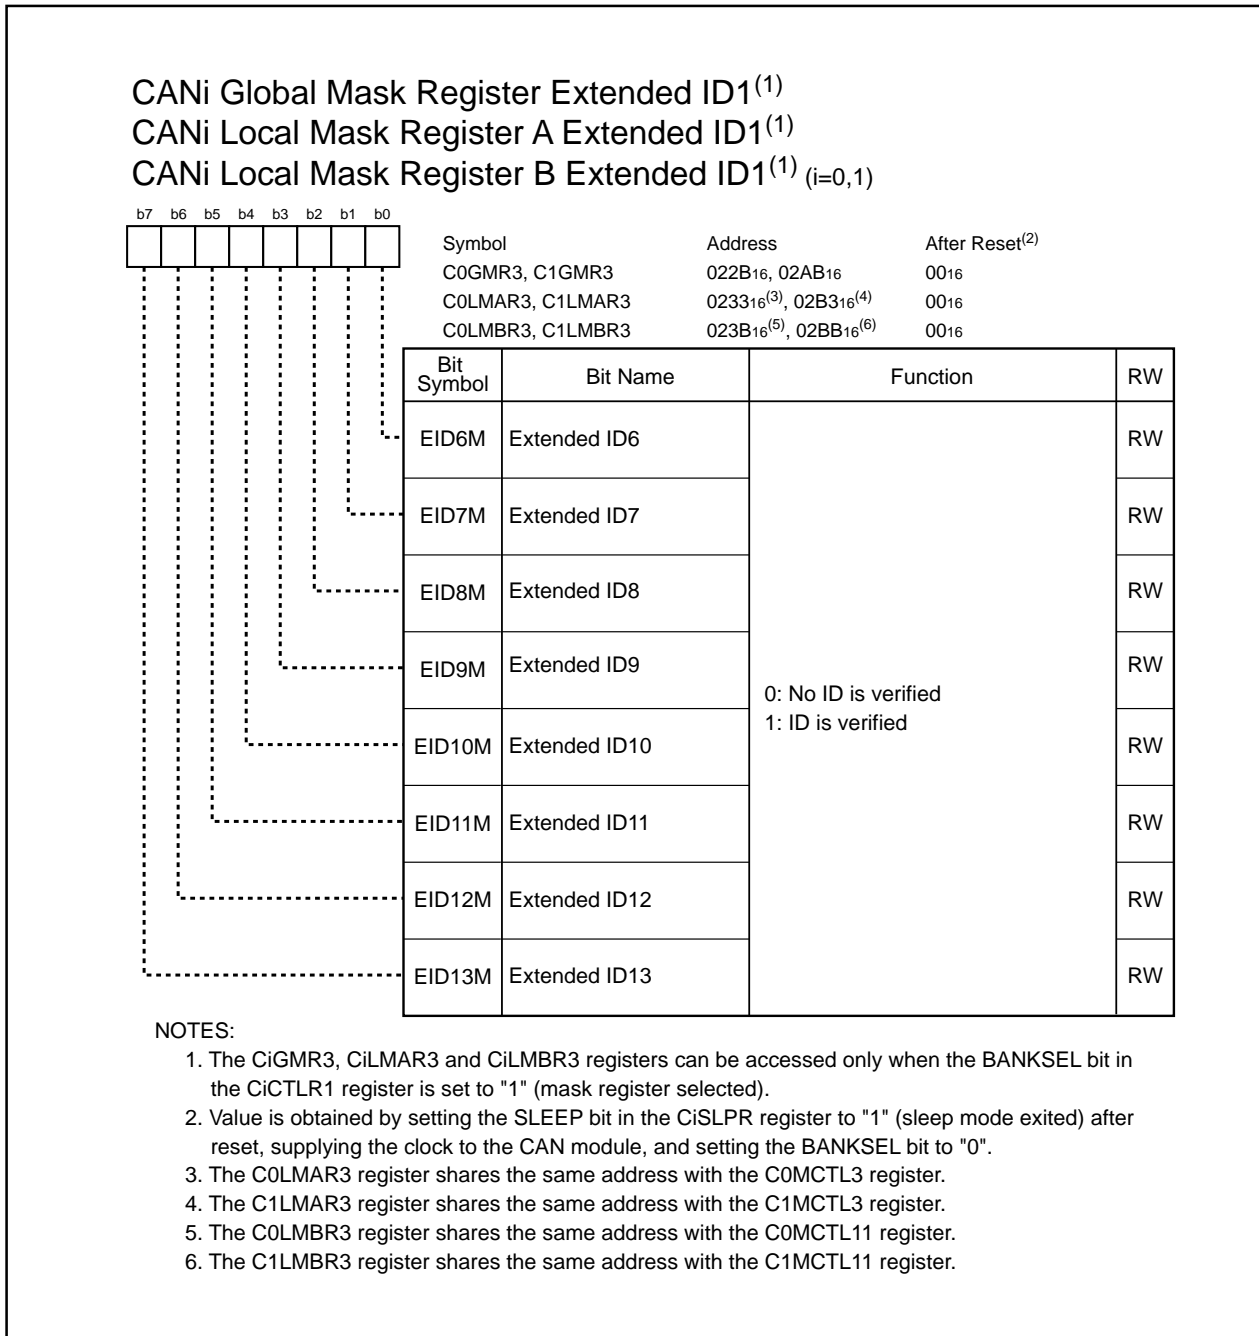 CANi Global Mask Register Extended ID1(1)
CANi Local Mask Register A Extended ID1(1)
CANi Local Mask Register B Extended ID1(1) (i=0,1)
b7 b6 b5 b4 b3 b2 b1 b0
Symbol Address After Reset(2)
C0GMR3, C1GMR3 022B16, 02AB16 0016
C0LMAR3, C1LMAR3 023316(3), 02B316(4) 0016
C0LMBR3, C1LMBR3 023B16(5), 02BB16(6) 0016
Bit Symbol Bit Name Function RW
EID6M Extended ID6 RW
EID7M Extended ID7 RW
EID8M Extended ID8 RW
EID9M Extended ID9 RW
0: No ID is verified
1: ID is verified
EID10M Extended ID10 RW
EID11M Extended ID11 RW
EID12M Extended ID12 RW
EID13M Extended ID13 RW
NOTES:
1. The CiGMR3, CiLMAR3 and CiLMBR3 registers can be accessed only when the BANKSEL bit in
the CiCTLR1 register is set to "1" (mask register selected).
2. Value is obtained by setting the SLEEP bit in the CiSLPR register to "1" (sleep mode exited) after
reset, supplying the clock to the CAN module, and setting the BANKSEL bit to "0".
3. The C0LMAR3 register shares the same address with the C0MCTL3 register.
4. The C1LMAR3 register shares the same address with the C1MCTL3 register.
5. The C0LMBR3 register shares the same address with the C0MCTL11 register.
6. The C1LMBR3 register shares the same address with the C1MCTL11 register.